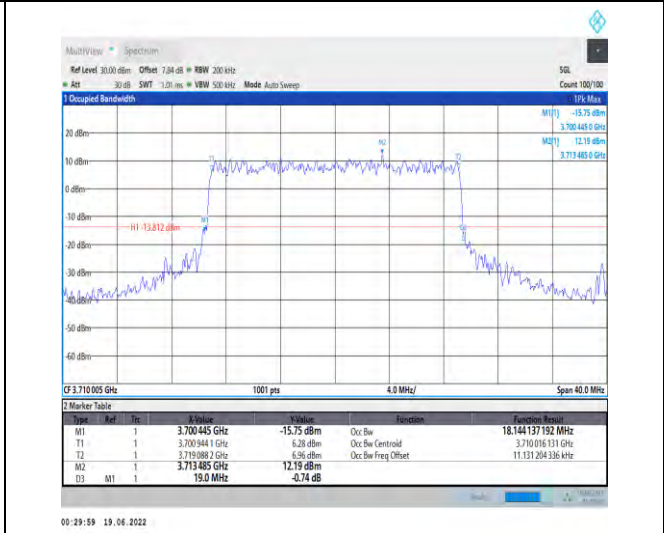 MultiView Spectrum
Ref Level 30.00 dBm Offset 7.84 dB RBW 200 kHz SGL
Att 30 dB SWT 1.01 ms VBW 500 kHz Mode Auto Sweep Count 100/100
1 Occupied Bandwidth 1Pk Max
M1(1) -15.75 dBm
3.700 445 0 GHz
M2(1) 12.19 dBm
3.713 485 0 GHz
20 dBm
M2
T1 T2
10 dBm
0 dBm
-10 dBm
M1
H1 -13.812 dBm
-20 dBm
-30 dBm
-40 dBm
-50 dBm
-60 dBm
CF 3.710 005 GHz 1001 pts 4.0 MHz/ Span 40.0 MHz
2 Marker Table
Type Ref Trc X-Value Y-Value Function Function Result
M1 1 3.700 445 GHz -15.75 dBm Occ Bw 18.144 137 192 MHz
T1 1 3.700 944 1 GHz 6.28 dBm Occ Bw Centroid 3.710 016 131 GHz
T2 1 3.719 088 2 GHz 6.96 dBm Occ Bw Freq Offset 11.131 204 336 kHz
M2 1 3.713 485 GHz 12.19 dBm
D3 M1 1 19.0 MHz -0.74 dB
00:29:59 19.06.2022